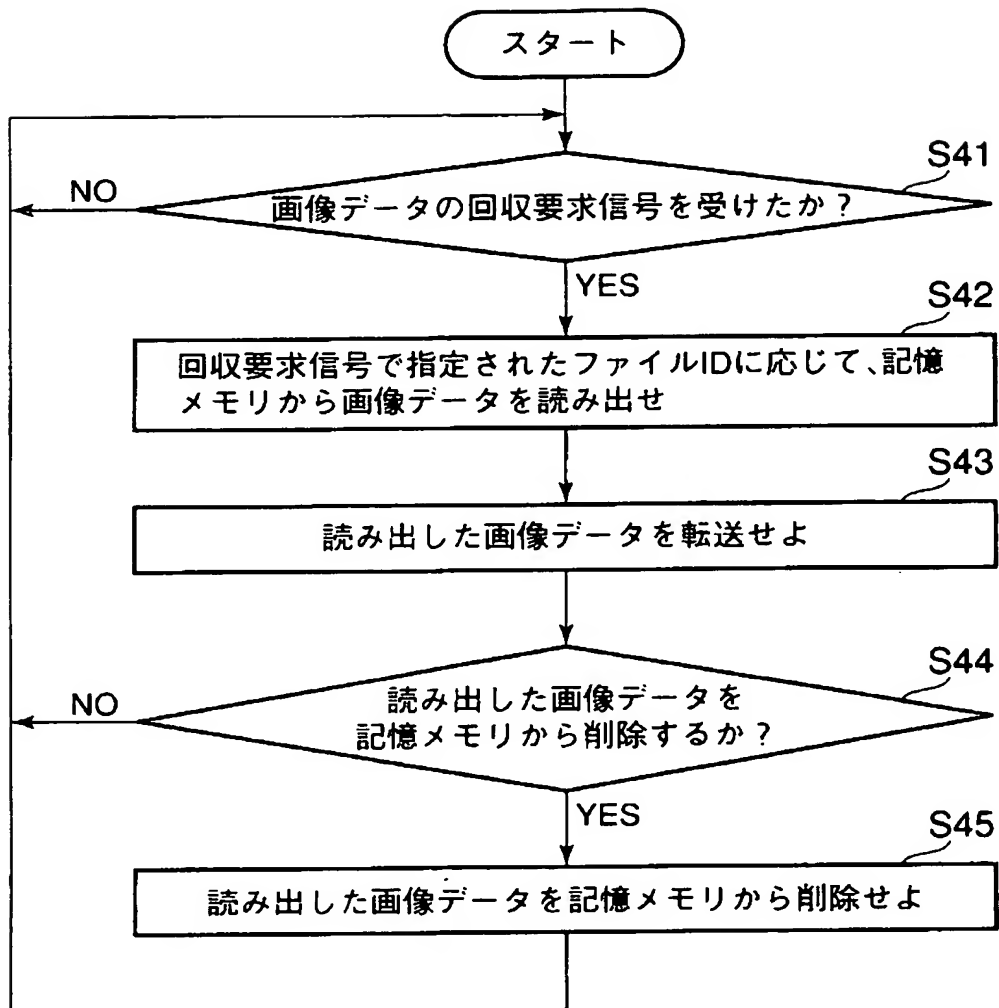 スタート
S41
NO
画像データの回収要求信号を受けたか？
YES
S42
回収要求信号で指定されたファイルIDに応じて、記憶
メモリから画像データを読み出せ
S43
読み出した画像データを転送せよ
S44
NO
読み出した画像データを
記憶メモリから削除するか？
YES
S45
読み出した画像データを記憶メモリから削除せよ